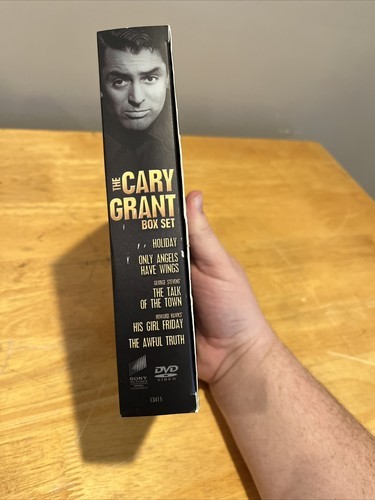 THE CARY
GRANT
BOX SET
HOLIDAY
ONLY ANGELS
HAVE WINGS
GEORGE STEVENS'
THE TALK
OF THE TOWN
HOWARD HAWKS'
HIS GIRL FRIDAY
THE AWFUL TRUTH
SONY
DVD
VIDEO
13415